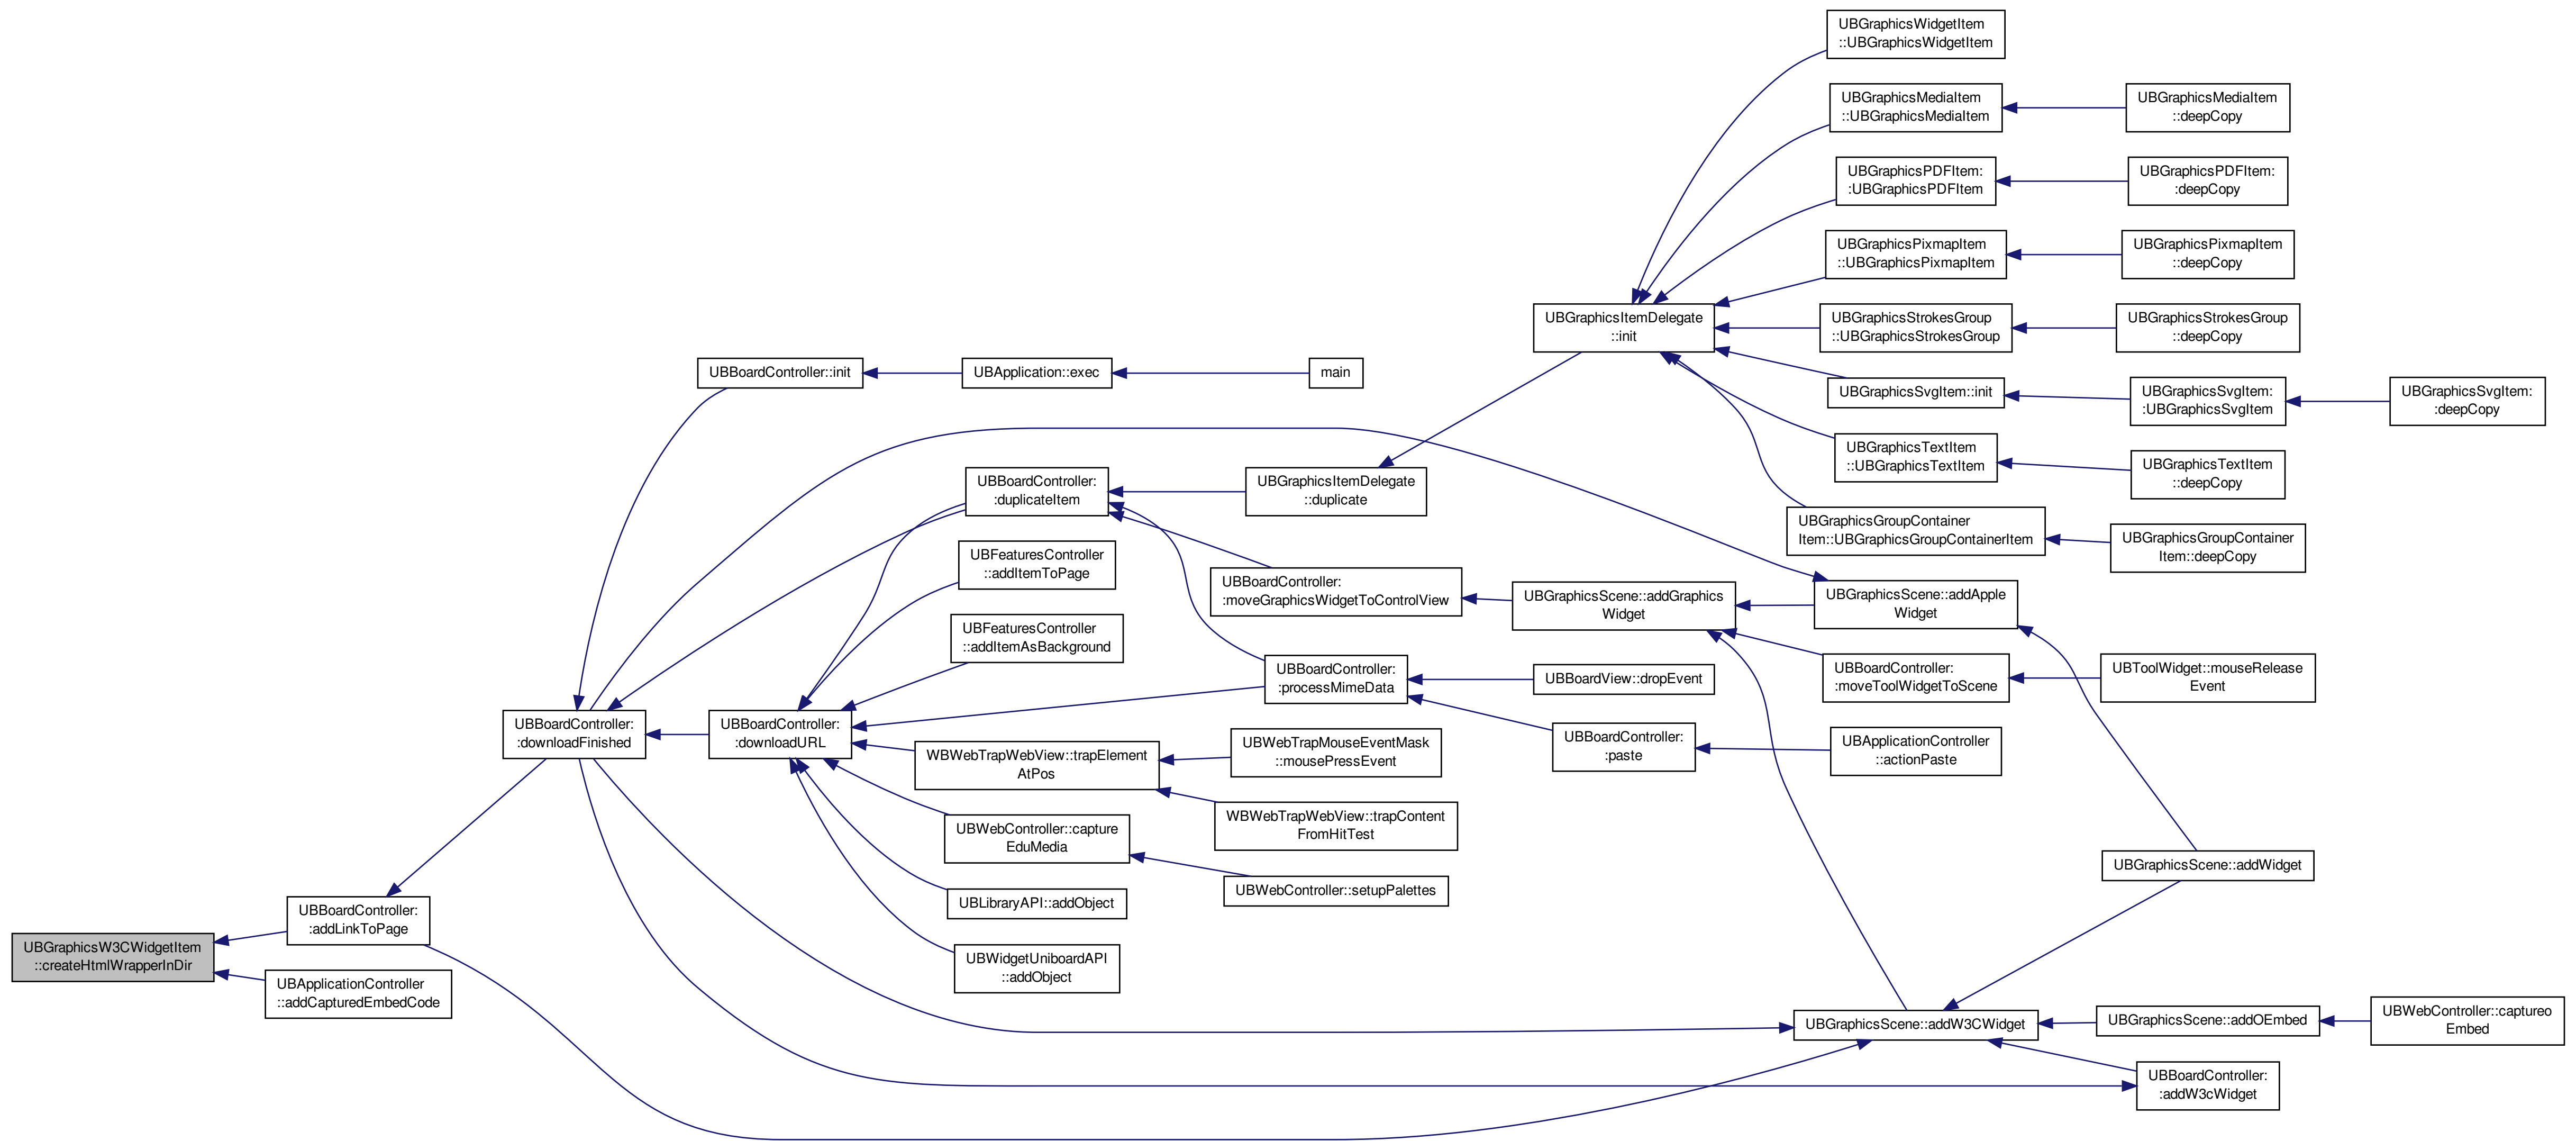 UBGraphicsWidgetItem
::UBGraphicsWidgetItem
UBGraphicsMediaItem
::UBGraphicsMediaItem
UBGraphicsMediaItem
::deepCopy
UBGraphicsPDFItem:
:UBGraphicsPDFItem
UBGraphicsPDFItem:
:deepCopy
UBGraphicsPixmapItem
::UBGraphicsPixmapItem
UBGraphicsPixmapItem
::deepCopy
UBGraphicsItemDelegate
::init
UBGraphicsStrokesGroup
::UBGraphicsStrokesGroup
UBGraphicsStrokesGroup
::deepCopy
UBBoardController::init
UBApplication::exec
main
UBGraphicsSvgItem::init
UBGraphicsSvgItem:
:UBGraphicsSvgItem
UBGraphicsSvgItem:
:deepCopy
UBGraphicsTextItem
::UBGraphicsTextItem
UBGraphicsTextItem
::deepCopy
UBBoardController:
:duplicateItem
UBGraphicsItemDelegate
::duplicate
UBGraphicsGroupContainer
Item::UBGraphicsGroupContainerItem
UBGraphicsGroupContainer
Item::deepCopy
UBFeaturesController
::addItemToPage
UBBoardController:
:moveGraphicsWidgetToControlView
UBGraphicsScene::addGraphics
Widget
UBGraphicsScene::addApple
Widget
UBFeaturesController
::addItemAsBackground
UBBoardController:
:processMimeData
UBBoardView::dropEvent
UBBoardController:
:moveToolWidgetToScene
UBToolWidget::mouseRelease
Event
UBBoardController:
:downloadFinished
UBBoardController:
:downloadURL
WBWebTrapWebView::trapElement
AtPos
UBWebTrapMouseEventMask
::mousePressEvent
UBBoardController:
:paste
UBApplicationController
::actionPaste
WBWebTrapWebView::trapContent
FromHitTest
UBWebController::capture
EduMedia
UBWebController::setupPalettes
UBGraphicsScene::addWidget
UBLibraryAPI::addObject
UBBoardController:
:addLinkToPage
UBGraphicsW3CWidgetItem
::createHtmlWrapperInDir
UBApplicationController
::addCapturedEmbedCode
UBWidgetUniboardAPI
::addObject
UBGraphicsScene::addW3CWidget
UBGraphicsScene::addOEmbed
UBWebController::captureo
Embed
UBBoardController:
:addW3cWidget